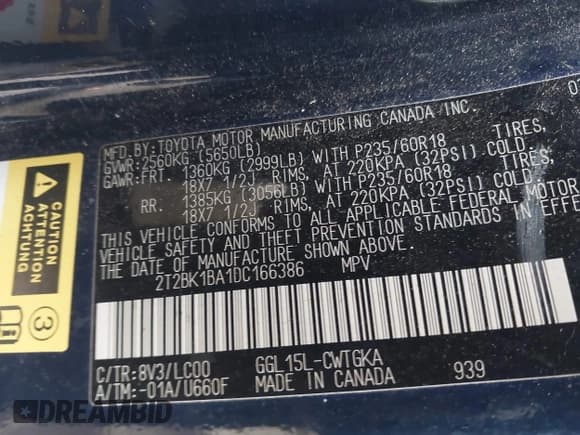 MFD. BY: TOYOTA MOTOR MANUFACTURING CANADA INC.
GVWR: 2560KG (5650LB)
GAWR: FRT 1360KG (2999LB) WITH P235/60R18 TIRES,
18X7 1/2J RIMS, AT 220KPA (32PSI) COLD.
RR. 1385KG (3056LB) WITH P235/60R18 TIRES,
18X7 1/2J RIMS, AT 220KPA (32PSI) COLD.
THIS VEHICLE CONFORMS TO ALL APPLICABLE FEDERAL MOTOR
VEHICLE SAFETY AND THEFT PREVENTION STANDARDS IN EFFE
ON THE DATE OF MANUFACTURE SHOWN ABOVE.
2T2BK1BA1DC166386 MPV
C/TR: 8V3/LC00 GGL15L-CWTGKA
A/TM: -01A/U660F MADE IN CANADA 939
CAUTION
ATTENTION
ACHTUNG
3
DREAMBID